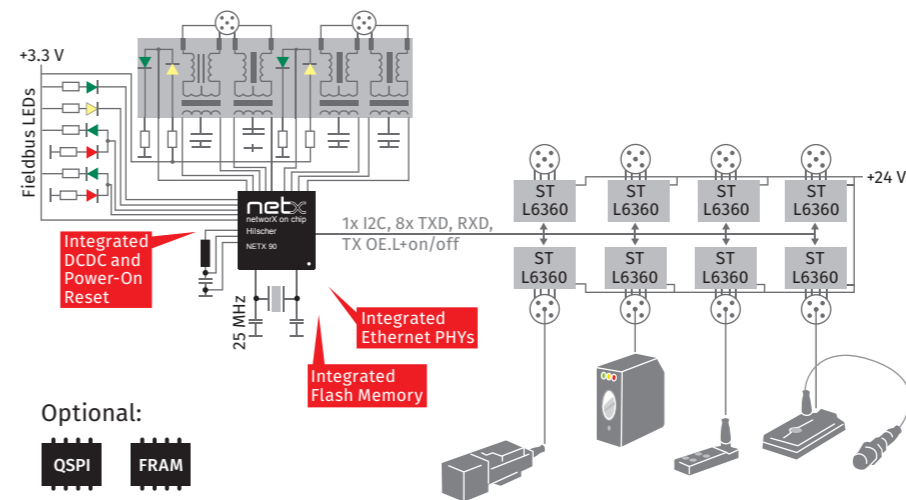 +3.3 V
Fieldbus LEDs
netX
networX on chip
Hilscher
NETX 90
Integrated
DCDC and
Power-On
Reset
25 MHz
Integrated
Ethernet PHYs
Integrated
Flash Memory
1x I2C, 8x TXD, RXD,
TX OE.L+on/off
ST
L6360
ST
L6360
ST
L6360
ST
L6360
+24 V
ST
L6360
ST
L6360
ST
L6360
ST
L6360
Optional:
QSPI
FRAM